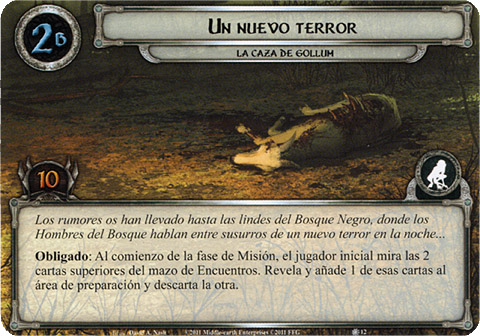 2B
UN NUEVO TERROR
LA CAZA DE GOLLUM
10
Los rumores os han llevado hasta las lindes del Bosque Negro, donde los
Hombres del Bosque hablan entre susurros de un nuevo terror en la noche...
Obligado: Al comienzo de la fase de Misión, el jugador inicial mira las 2
cartas superiores del mazo de Encuentros. Revela y añade 1 de esas cartas al
área de preparación y descarta la otra.
David A. Nash ©2011 Middle-earth Enterprises ©2011 FFG 12